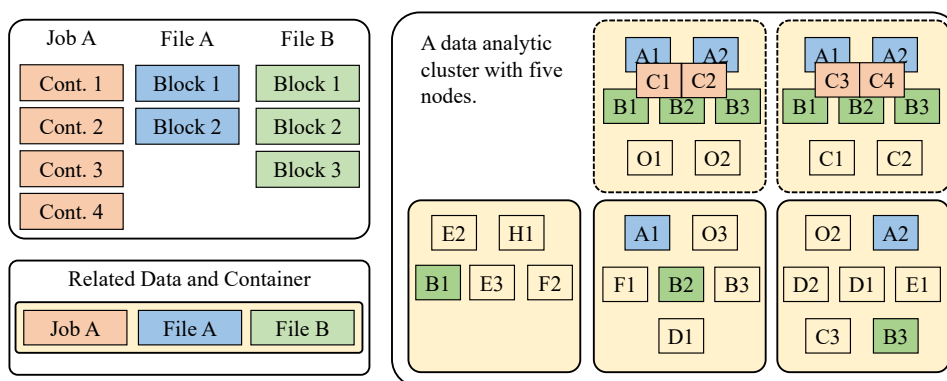 Job A File A File B
Cont. 1 Block 1 Block 1
Cont. 2 Block 2 Block 2
Cont. 3 Block 3
Cont. 4
Related Data and Container
Job A File A File B
A data analytic
cluster with five
nodes.
A1 A2
C1 C2
B1 B2 B3
O1 O2
A1 A2
C3 C4
B1 B2 B3
C1 C2
E2 H1
B1 E3 F2
A1 O3
F1 B2 B3
D1
O2 A2
D2 D1 E1
C3 B3